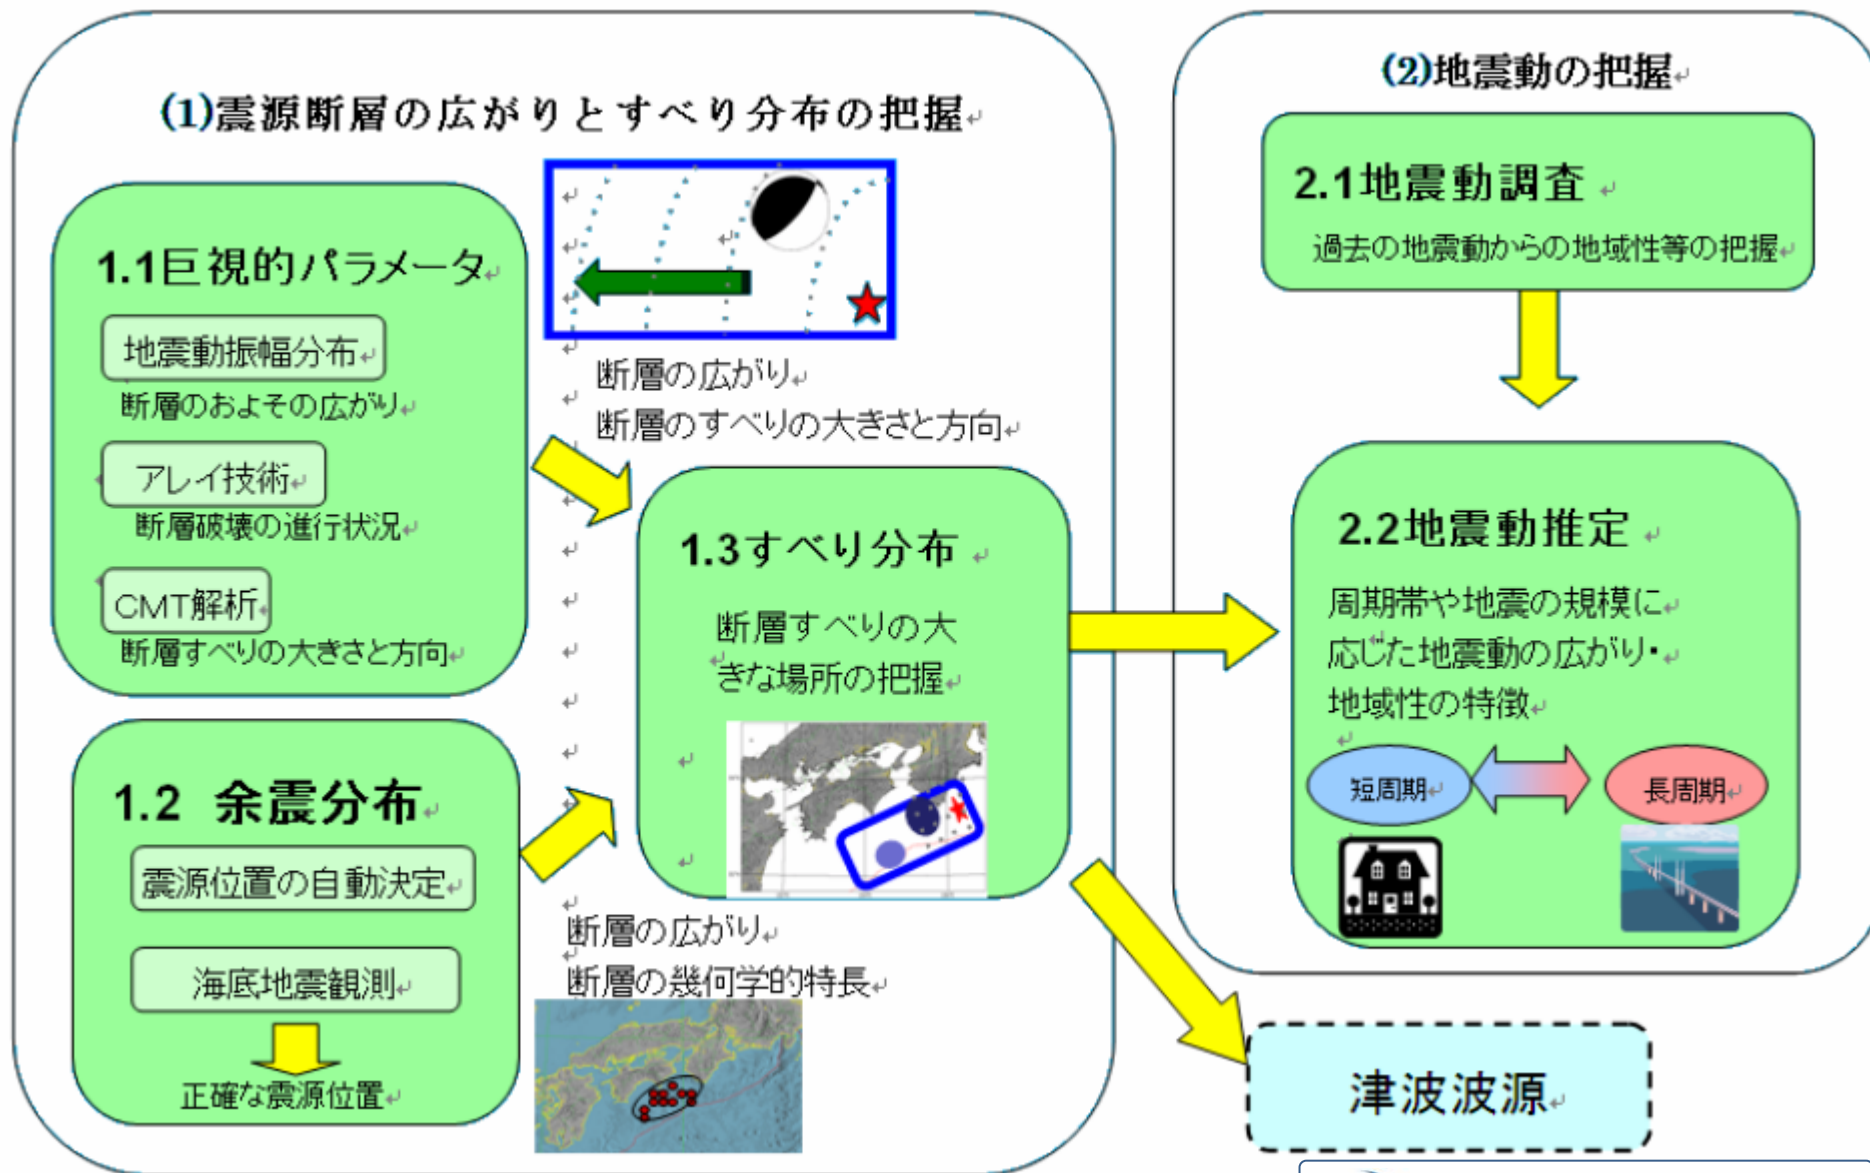 (1)震源断層の広がりとすべり分布の把握
1.1巨視的パラメータ
地震動振幅分布
断層のおよその広がり
アレイ技術
断層破壊の進行状況
CMT解析
断層すべりの大きさと方向
1.2 余震分布
震源位置の自動決定
海底地震観測
正確な震源位置
断層の広がり
断層のすべりの大きさと方向
1.3すべり分布
断層すべりの大
きな場所の把握
断層の広がり
断層の幾何学的特長
(2)地震動の把握
2.1地震動調査
過去の地震動からの地域性等の把握
2.2地震動推定
周期帯や地震の規模に
応じた地震動の広がり・
地域性の特徴
短周期
長周期
津波波源